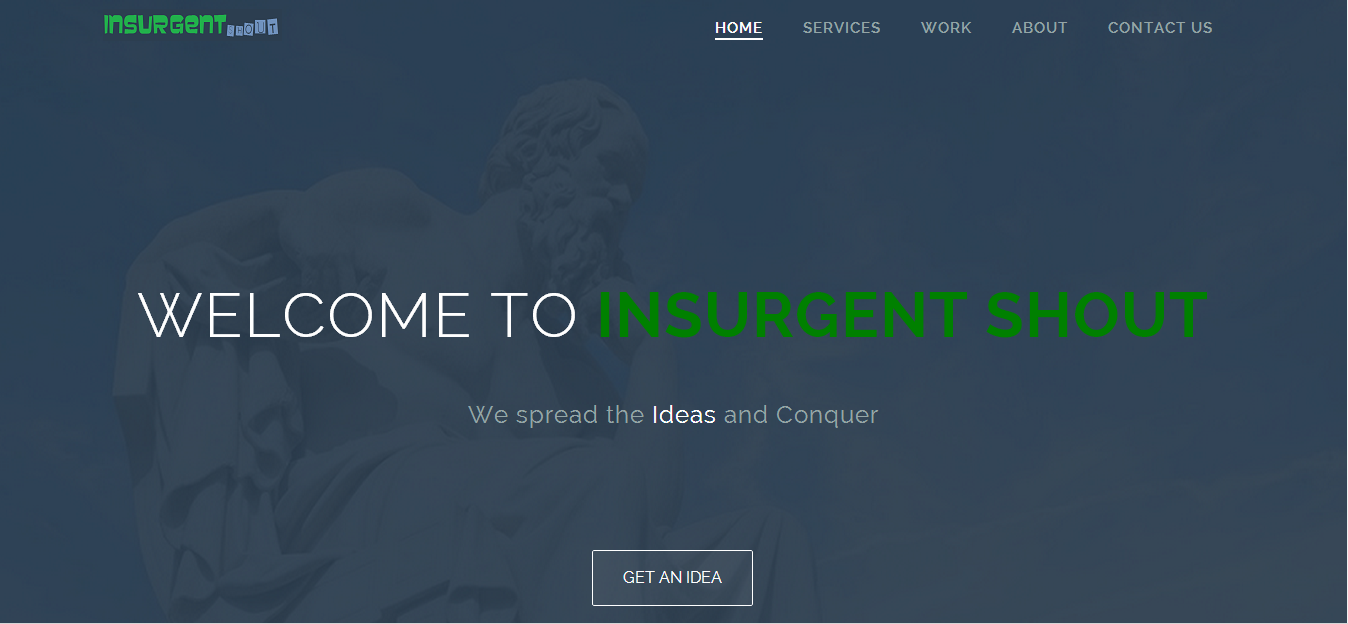 INSURGENT SHOUT
HOME SERVICES WORK ABOUT CONTACT US
WELCOME TO INSURGENT SHOUT
We spread the Ideas and Conquer
GET AN IDEA